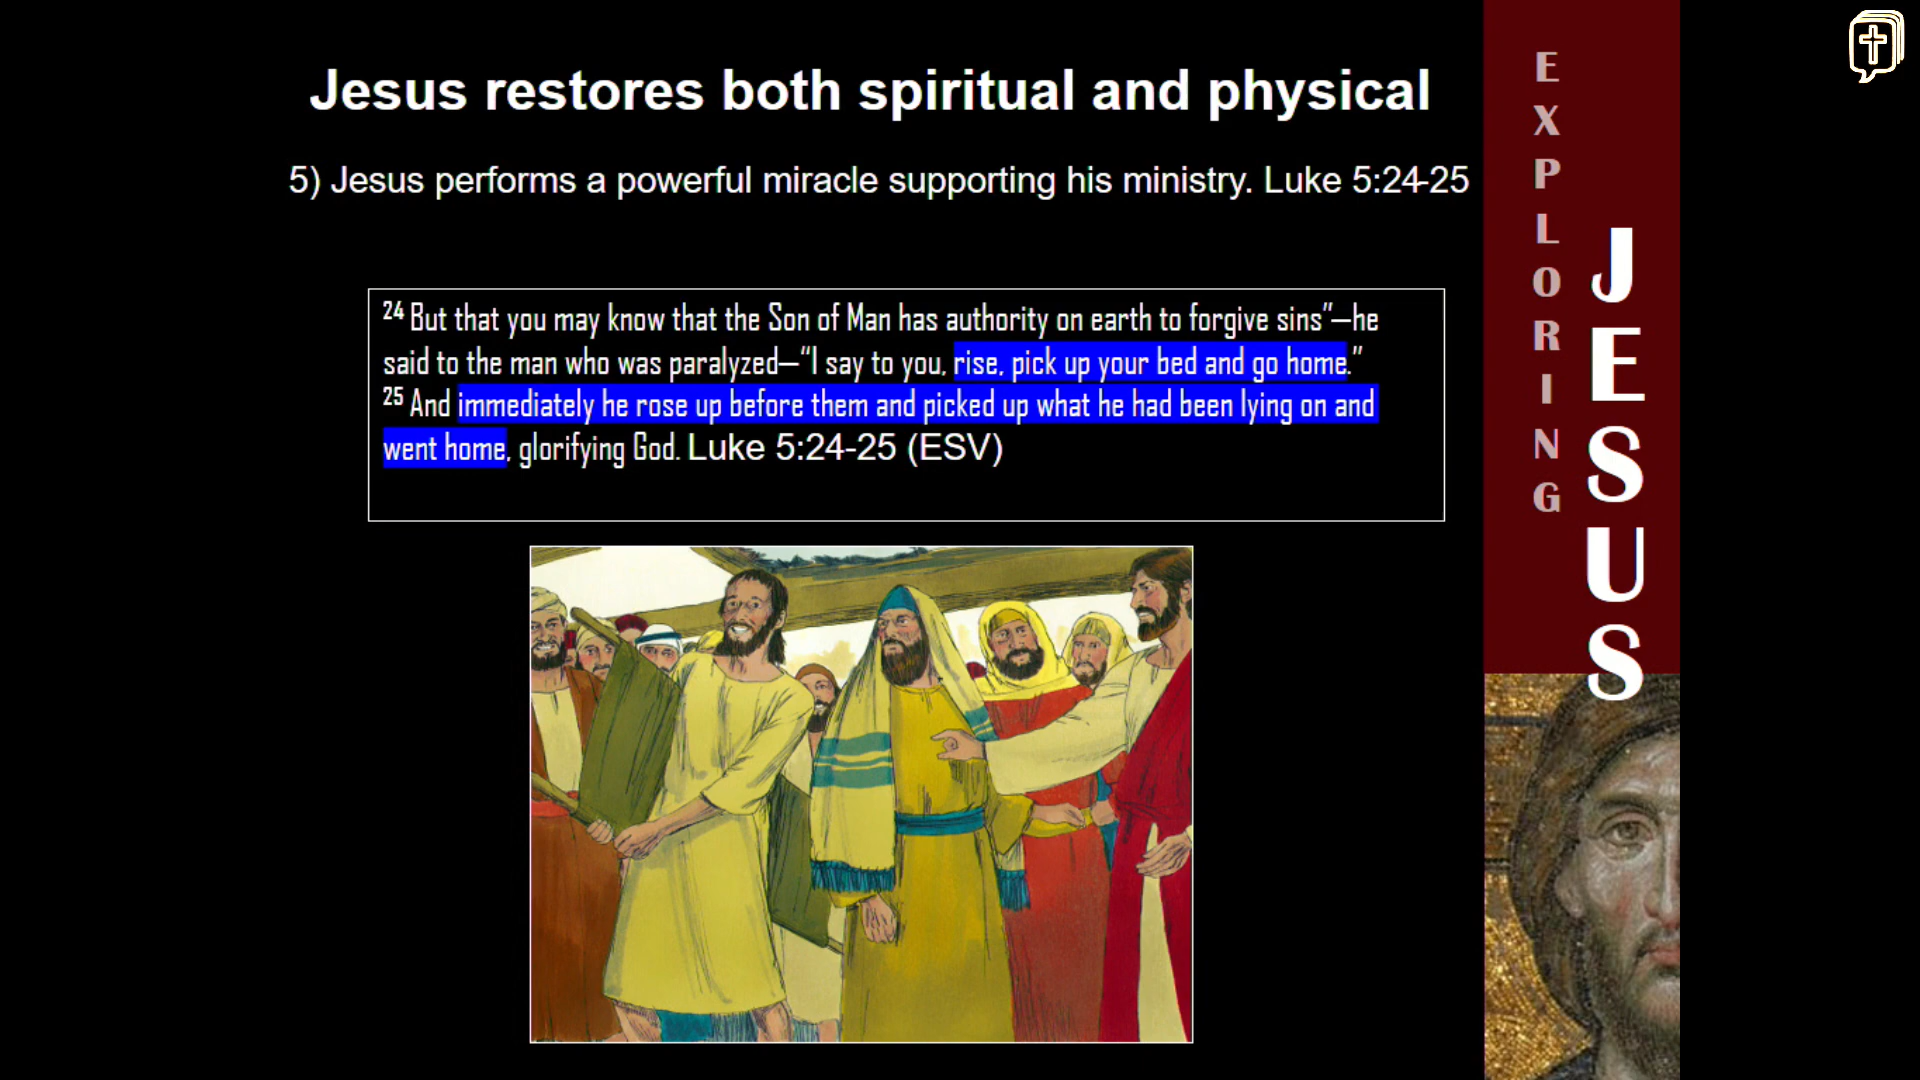 Jesus restores both spiritual and physical
5) Jesus performs a powerful miracle supporting his ministry. Luke 5:24-25
24 But that you may know that the Son of Man has authority on earth to forgive sins”—he
said to the man who was paralyzed—“I say to you, rise, pick up your bed and go home.”
25 And immediately he rose up before them and picked up what he had been lying on and
went home, glorifying God. Luke 5:24-25 (ESV)
EXPLORING
JESUS